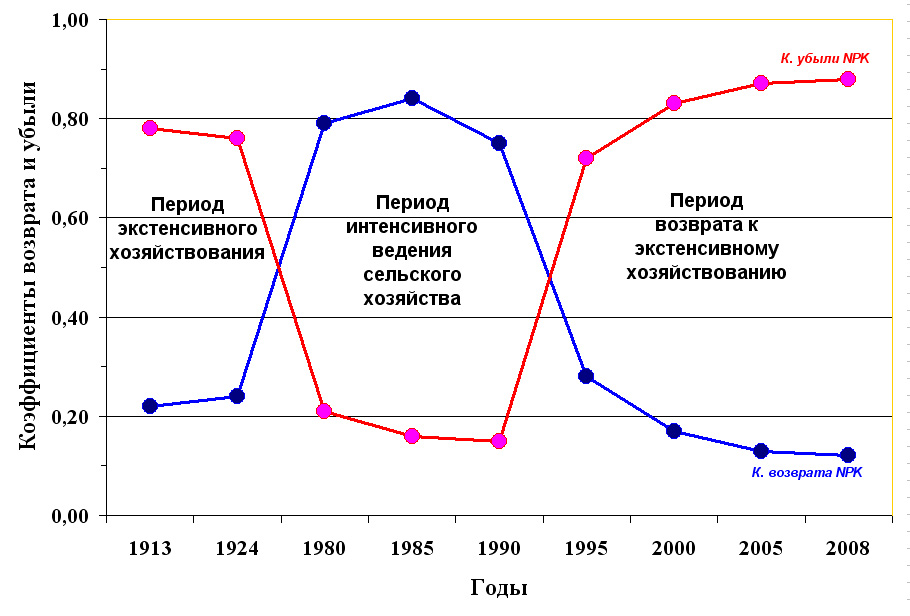 Коэффициенты возврата и убыли
1,00
0,80
0,60
0,40
0,20
0,00
К. убыли NPK
Период
экстенсивного
хозяйствования
Период
интенсивного
ведения
сельского
хозяйства
Период
возврата к
экстенсивному
хозяйствованию
К. возврата NPK
1913 1924 1980 1985 1990 1995 2000 2005 2008
Годы